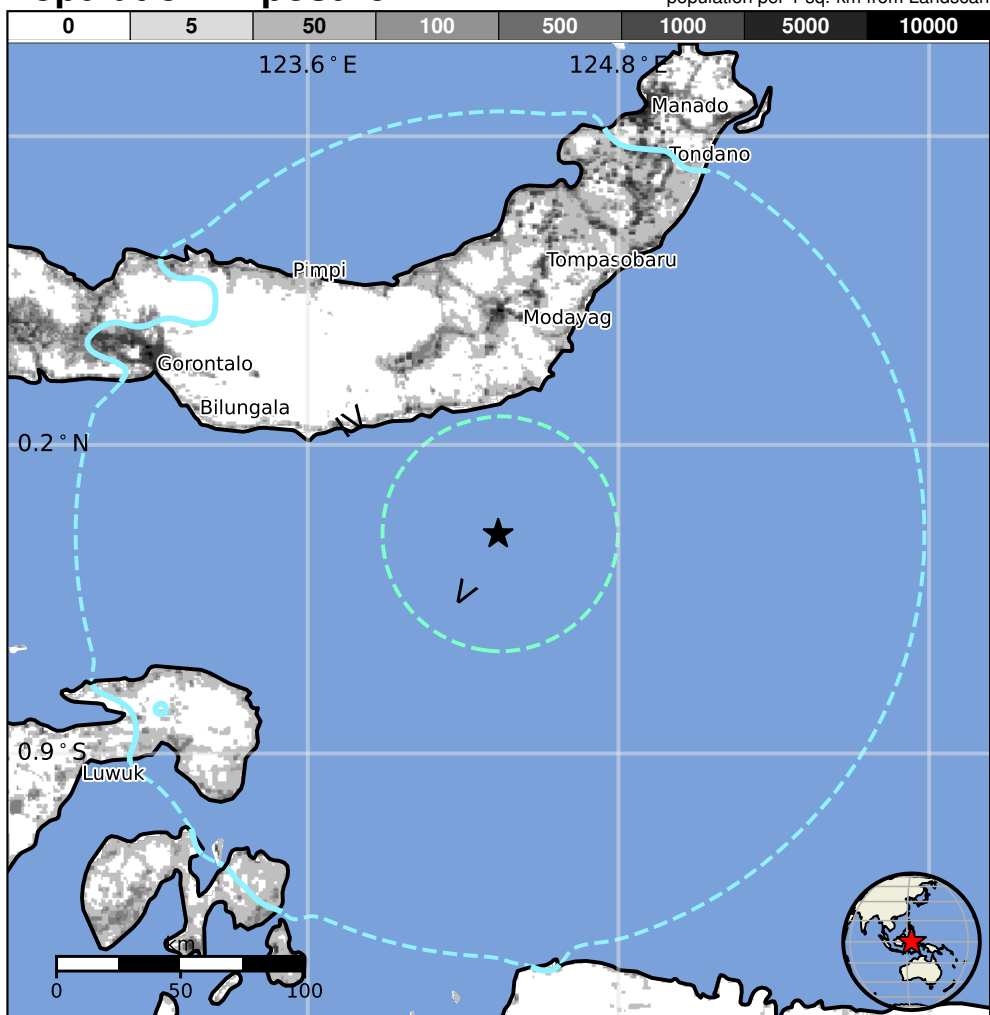 population per 1 sq. km from Landscan
0 5 50 100 500 1000 5000 10000
123.6°E 124.8°E
Manado
Tondano
Tompasobaru
Pimpi
Modayag
Gorontalo
Bilungala
IV
0.2°N
V
0.9°S
Luwuk
km
0 50 100